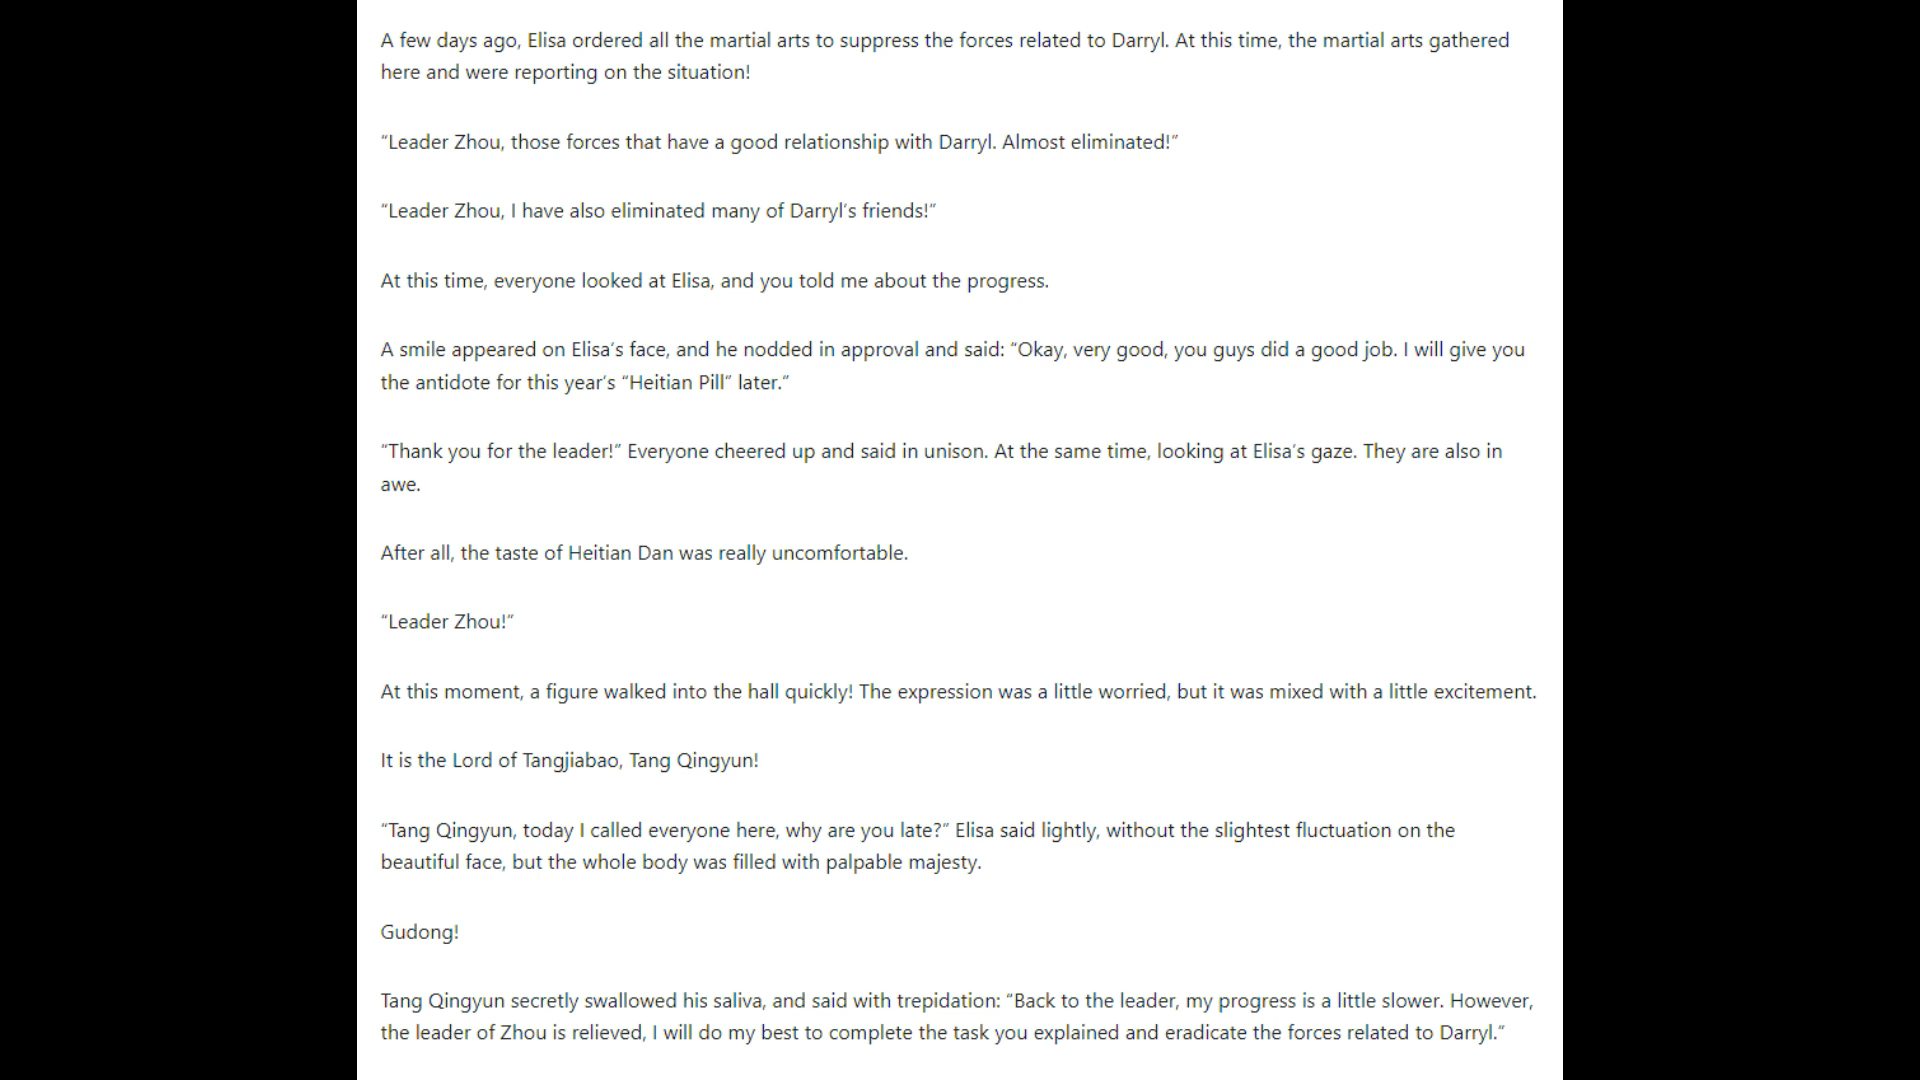 A few days ago, Elisa ordered all the martial arts to suppress the forces related to Darryl. At this time, the martial arts gathered
here and were reporting on the situation!
“Leader Zhou, those forces that have a good relationship with Darryl. Almost eliminated!”
“Leader Zhou, I have also eliminated many of Darryl’s friends!”
At this time, everyone looked at Elisa, and you told me about the progress.
A smile appeared on Elisa’s face, and he nodded in approval and said: “Okay, very good, you guys did a good job. I will give you
the antidote for this year’s “Heitian Pill” later.”
“Thank you for the leader!” Everyone cheered up and said in unison. At the same time, looking at Elisa’s gaze. They are also in
awe.
After all, the taste of Heitian Dan was really uncomfortable.
“Leader Zhou!”
At this moment, a figure walked into the hall quickly! The expression was a little worried, but it was mixed with a little excitement.
It is the Lord of Tangjiabao, Tang Qingyun!
“Tang Qingyun, today I called everyone here, why are you late?” Elisa said lightly, without the slightest fluctuation on the
beautiful face, but the whole body was filled with palpable majesty.
Gudong!
Tang Qingyun secretly swallowed his saliva, and said with trepidation: “Back to the leader, my progress is a little slower. However,
the leader of Zhou is relieved, I will do my best to complete the task you explained and eradicate the forces related to Darryl.”